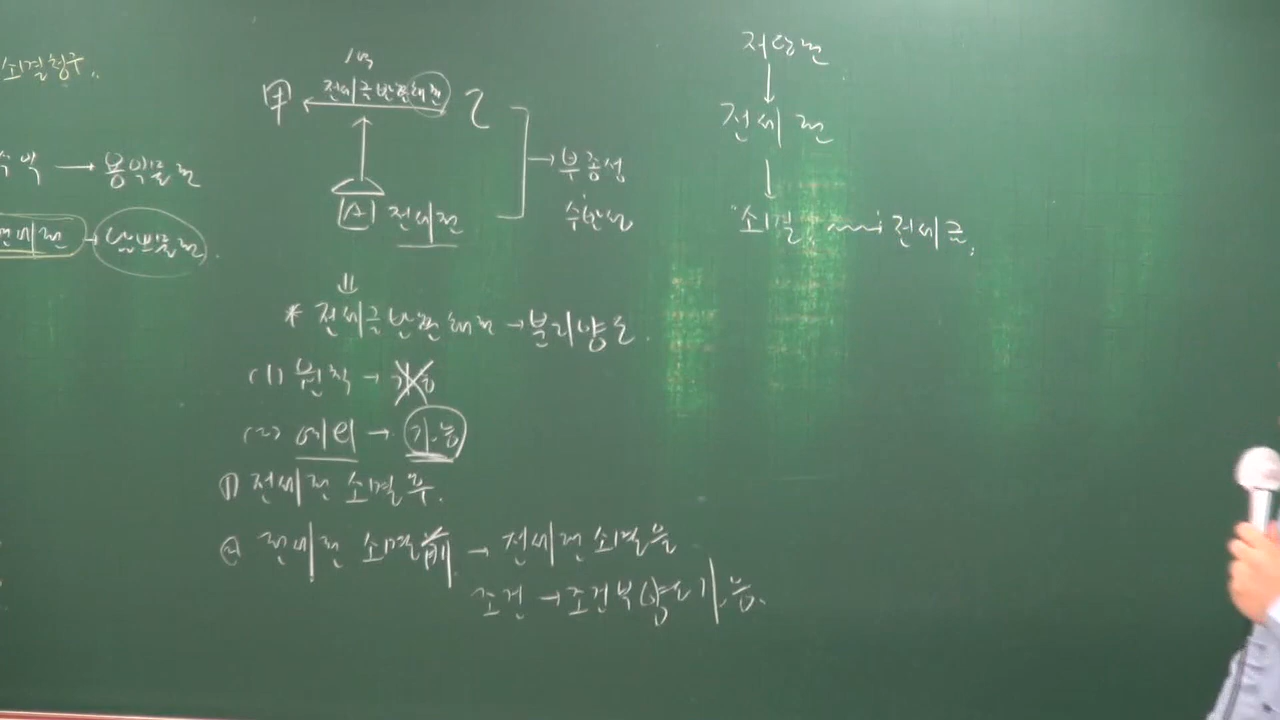 소멸청구.
수익 → 용익물권
전세권 → 담보물권.
1억
甲 ← 전세금반환채권 乙
전세권
→ 부종성
수반성
⇓
* 전세금반환채권 → 분리양도.
(1) 원칙 → 가능
(2) 예외 → 가능
① 전세권 소멸후.
② 전세권 소멸前 → 전세권 소멸을
조건 → 조건부 양도 가능.
저당권
↓
전세권
↓
소멸 전세금.